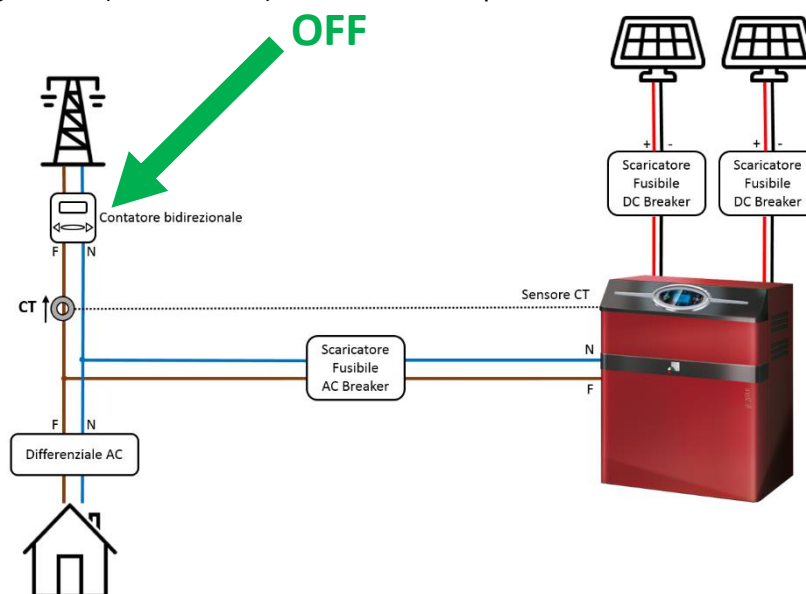 OFF
+ -
+ -
Scaricatore
Fusibile
DC Breaker
Scaricatore
Fusibile
DC Breaker
Contatore bidirezionale
F N
CT
Sensore CT
N
Scaricatore
Fusibile
AC Breaker
F
F N
Differenziale AC